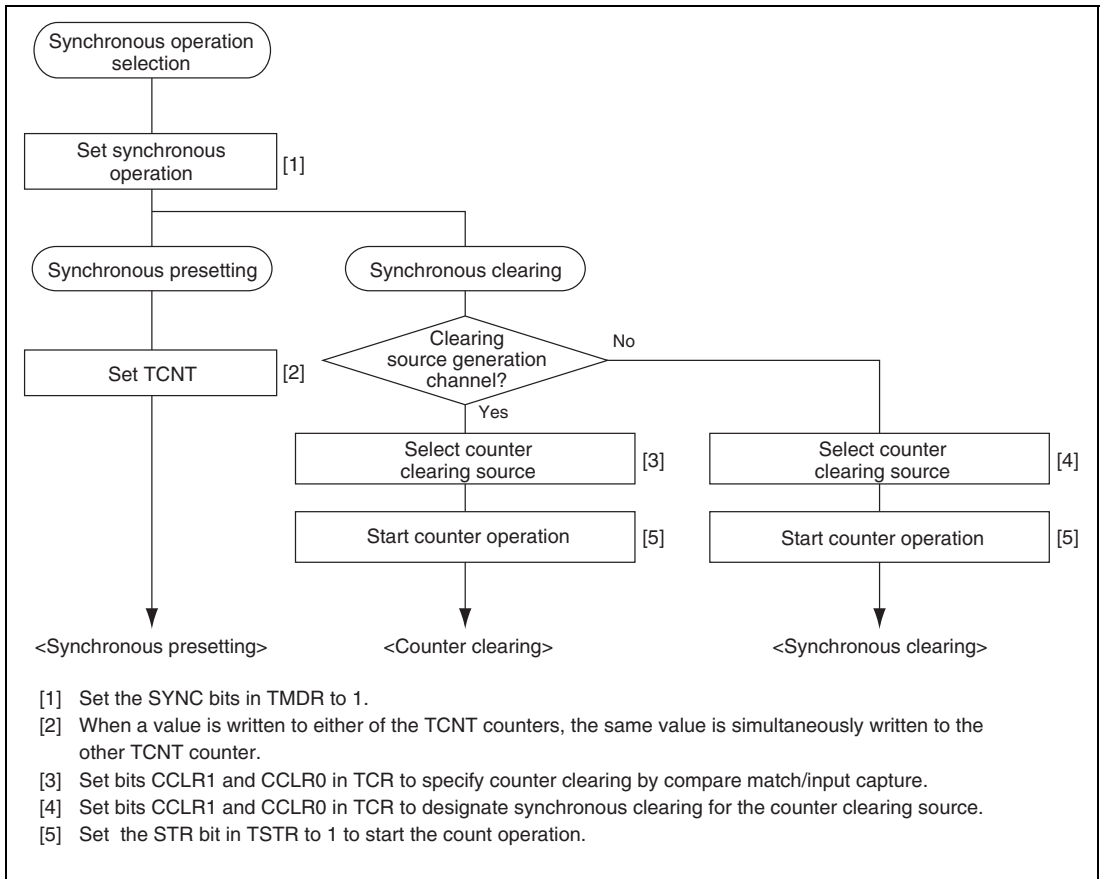 Synchronous operation
selection
Set synchronous
operation
[1]
Synchronous presetting
Synchronous clearing
Clearing
source generation
channel?
No
Yes
Set TCNT
[2]
Select counter
clearing source
[3]
Select counter
clearing source
[4]
Start counter operation
[5]
Start counter operation
[5]
<Synchronous presetting>
<Counter clearing>
<Synchronous clearing>
[1] Set the SYNC bits in TMDR to 1.
[2] When a value is written to either of the TCNT counters, the same value is simultaneously written to the
other TCNT counter.
[3] Set bits CCLR1 and CCLR0 in TCR to specify counter clearing by compare match/input capture.
[4] Set bits CCLR1 and CCLR0 in TCR to designate synchronous clearing for the counter clearing source.
[5] Set the STR bit in TSTR to 1 to start the count operation.